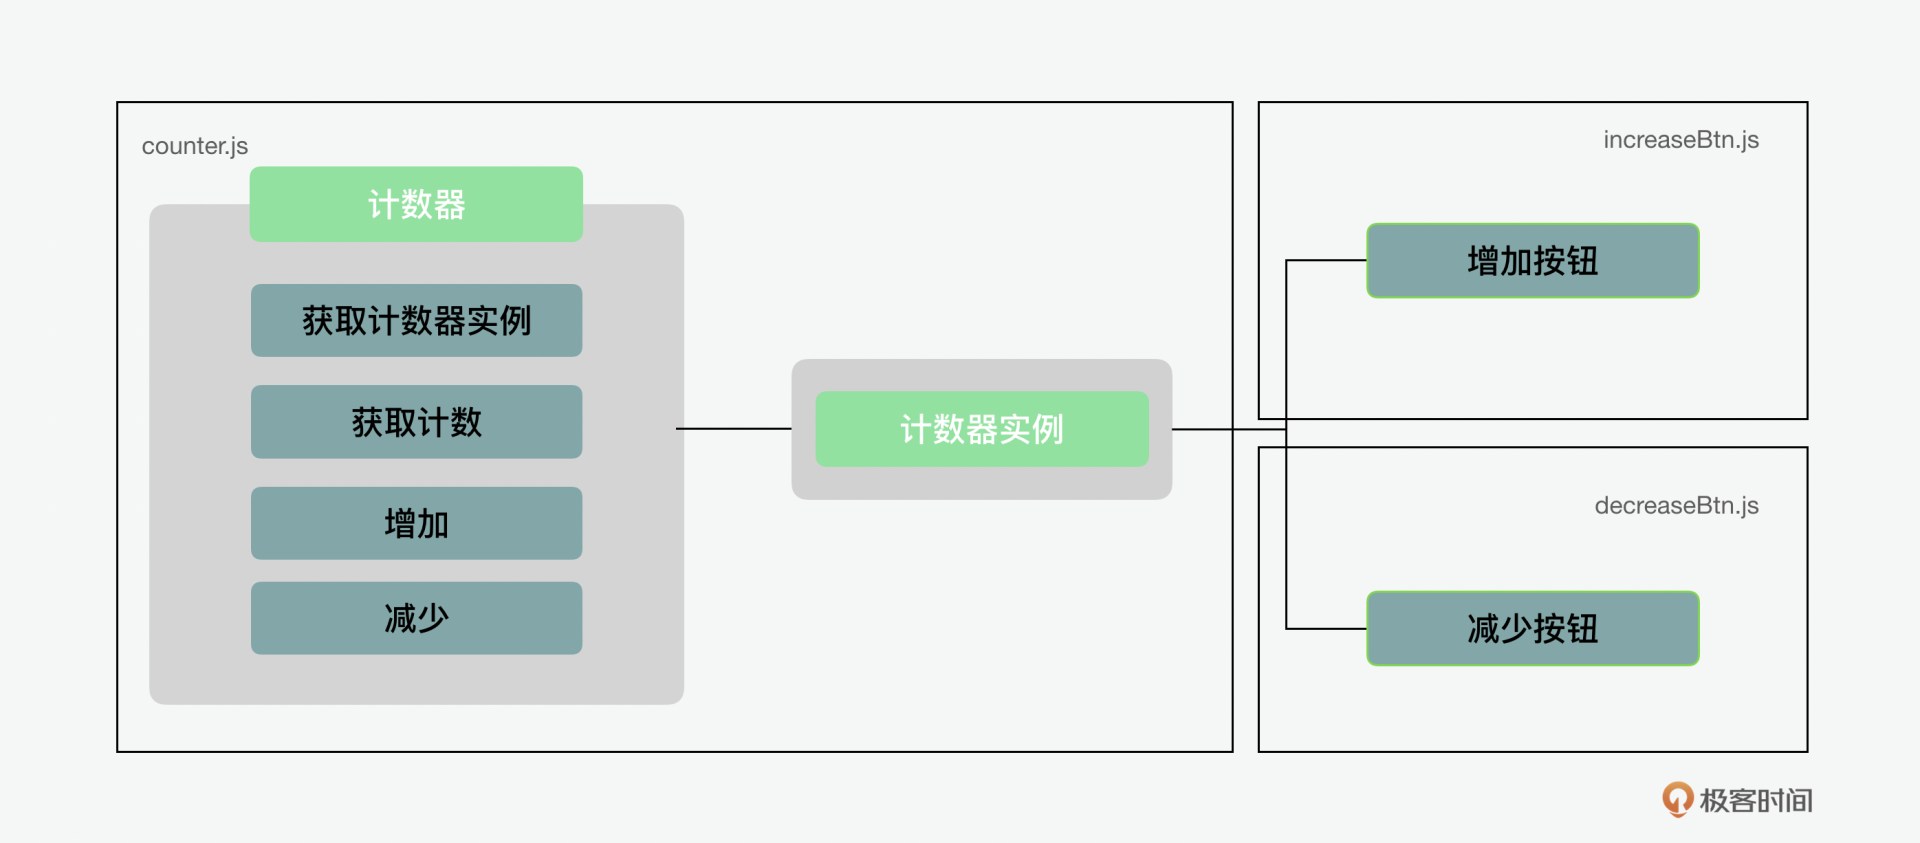 counter.js
计数器
获取计数器实例
获取计数
增加
减少
计数器实例
increaseBtn.js
增加按钮
decreaseBtn.js
减少按钮
极客时间